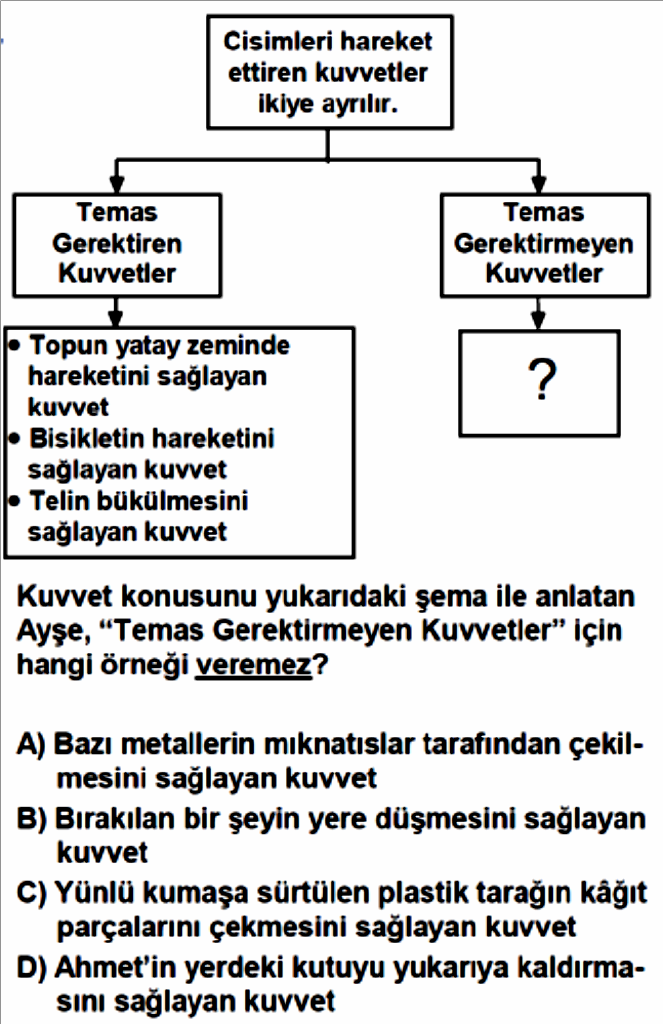 Cisimleri hareket
ettiren kuvvetler
ikiye ayrılır.
Temas
Gerektiren
Kuvvetler
Temas
Gerektirmeyen
Kuvvetler
• Topun yatay zeminde
hareketini sağlayan
kuvvet
• Bisikletin hareketini
sağlayan kuvvet
• Telin bükülmesini
sağlayan kuvvet
?
Kuvvet konusunu yukarıdaki şema ile anlatan
Ayşe, “Temas Gerektirmeyen Kuvvetler” için
hangi örneği veremez?
A) Bazı metallerin mıknatıslar tarafından çekil-
mesini sağlayan kuvvet
B) Bırakılan bir şeyin yere düşmesini sağlayan
kuvvet
C) Yünlü kumaşa sürtülen plastik tarağın kâğıt
parçalarını çekmesini sağlayan kuvvet
D) Ahmet’in yerdeki kutuyu yukarıya kaldırma-
sını sağlayan kuvvet